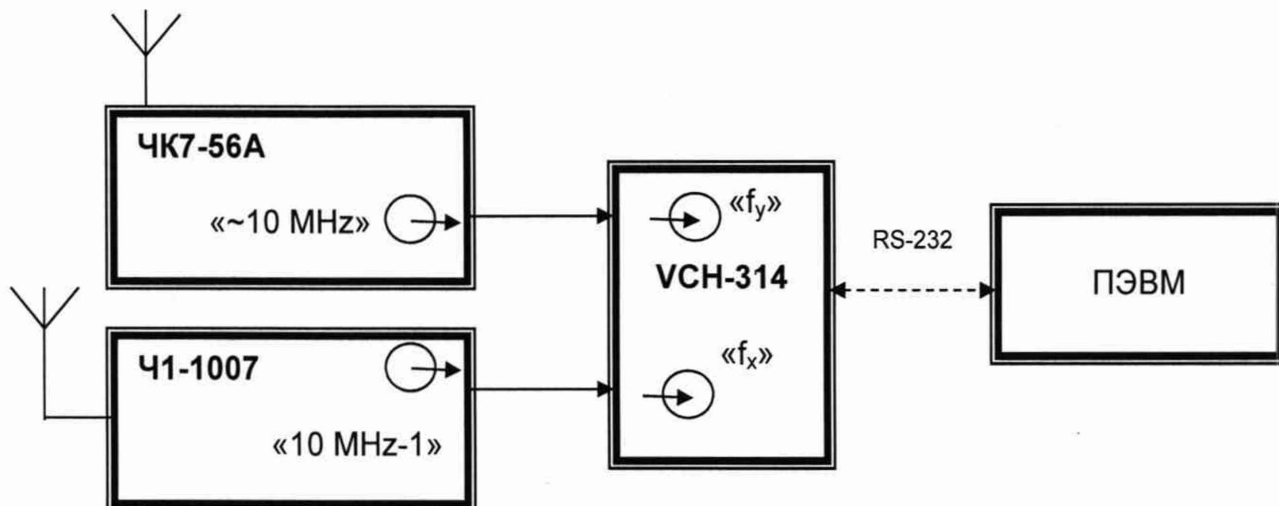 ЧК7-56А
«~10 MHz»
«fy»
VCH-314
RS-232
ПЭВМ
Ч1-1007
«fx»
«10 MHz-1»